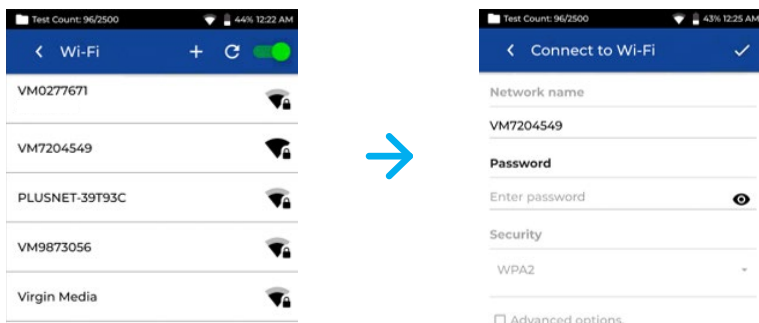 Test Count: 96/2500 44% 12:22 AM
Wi-Fi
VM0277671
VM7204549
PLUSNET-39T93C
VM9873056
Virgin Media
Test Count: 96/2500 43% 12:25 AM
Connect to Wi-Fi
Network name
VM7204549
Password
Enter password
Security
WPA2
Advanced options.